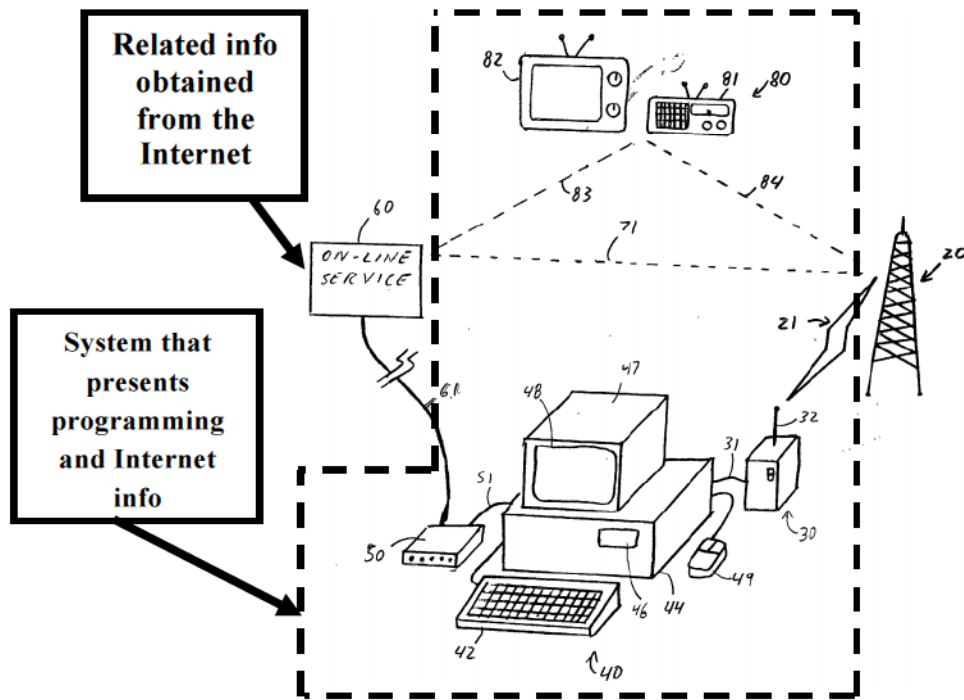 Related info
obtained
from the
Internet
System that
presents
programming
and Internet
info
82
81
80
83
84
71
60
ON-LINE
SERVICE
20
21
61
47
48
32
31
51
50
30
49
46
44
42
40